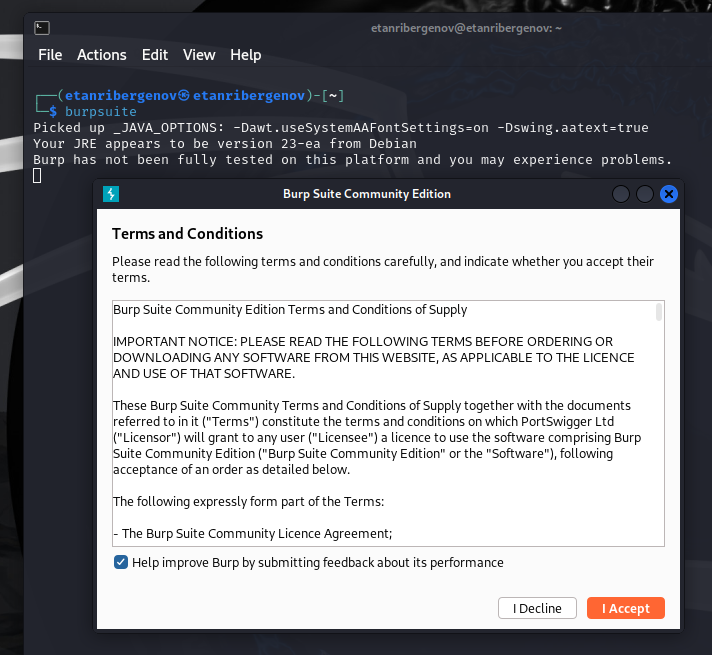 etanribergenov@etanribergenov: ~
File Actions Edit View Help
┌──(etanribergenov㉿etanribergenov)-[~]
└─$ burpsuite
Picked up _JAVA_OPTIONS: -Dawt.useSystemAAFontSettings=on -Dswing.aatext=true
Your JRE appears to be version 23-ea from Debian
Burp has not been fully tested on this platform and you may experience problems.
Burp Suite Community Edition
Terms and Conditions
Please read the following terms and conditions carefully, and indicate whether you accept their
terms.
Burp Suite Community Edition Terms and Conditions of Supply
IMPORTANT NOTICE: PLEASE READ THE FOLLOWING TERMS BEFORE ORDERING OR
DOWNLOADING ANY SOFTWARE FROM THIS WEBSITE, AS APPLICABLE TO THE LICENCE
AND USE OF THAT SOFTWARE.
These Burp Suite Community Terms and Conditions of Supply together with the documents
referred to in it ("Terms") constitute the terms and conditions on which PortSwigger Ltd
("Licensor") will grant to any user ("Licensee") a licence to use the software comprising Burp
Suite Community Edition ("Burp Suite Community Edition" or the "Software"), following
acceptance of an order as detailed below.
The following expressly form part of the Terms:
- The Burp Suite Community Licence Agreement;
Help improve Burp by submitting feedback about its performance
I Decline I Accept